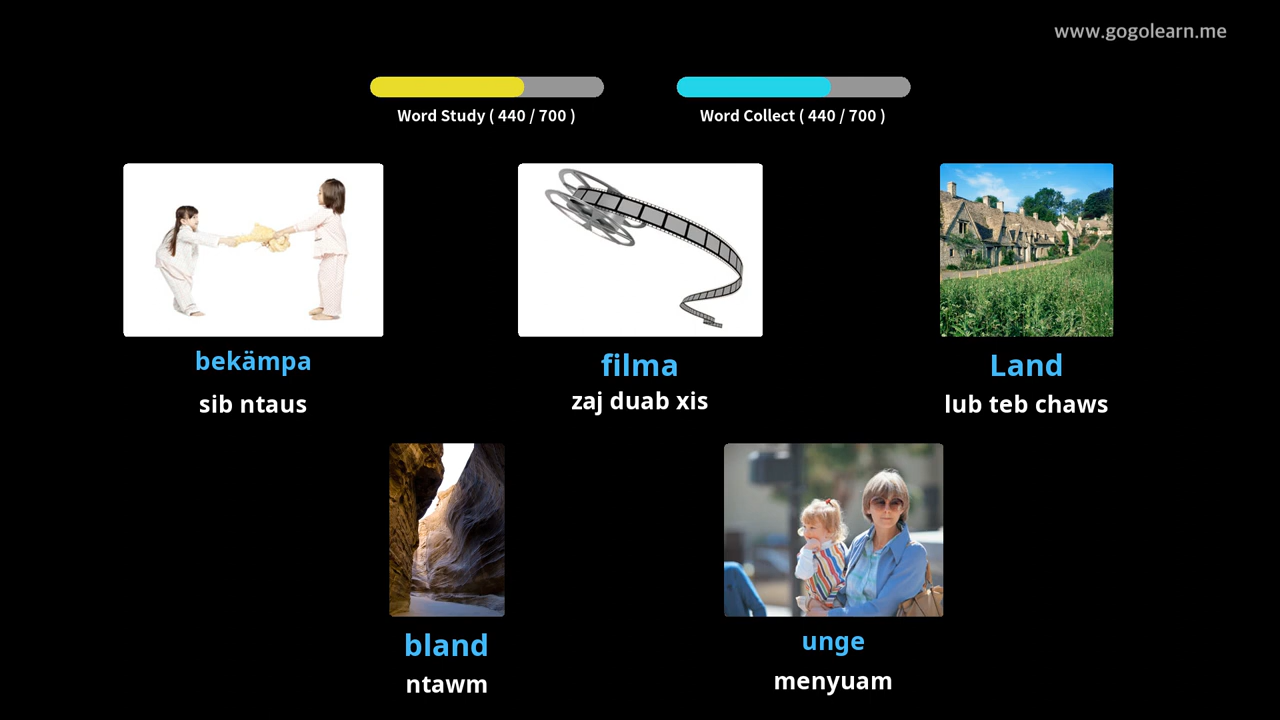 www.gogolearn.me
Word Study ( 440 / 700 )
Word Collect ( 440 / 700 )
bekämpa
sib ntaus
filma
zaj duab xis
Land
lub teb chaws
bland
ntawm
unge
menyuam